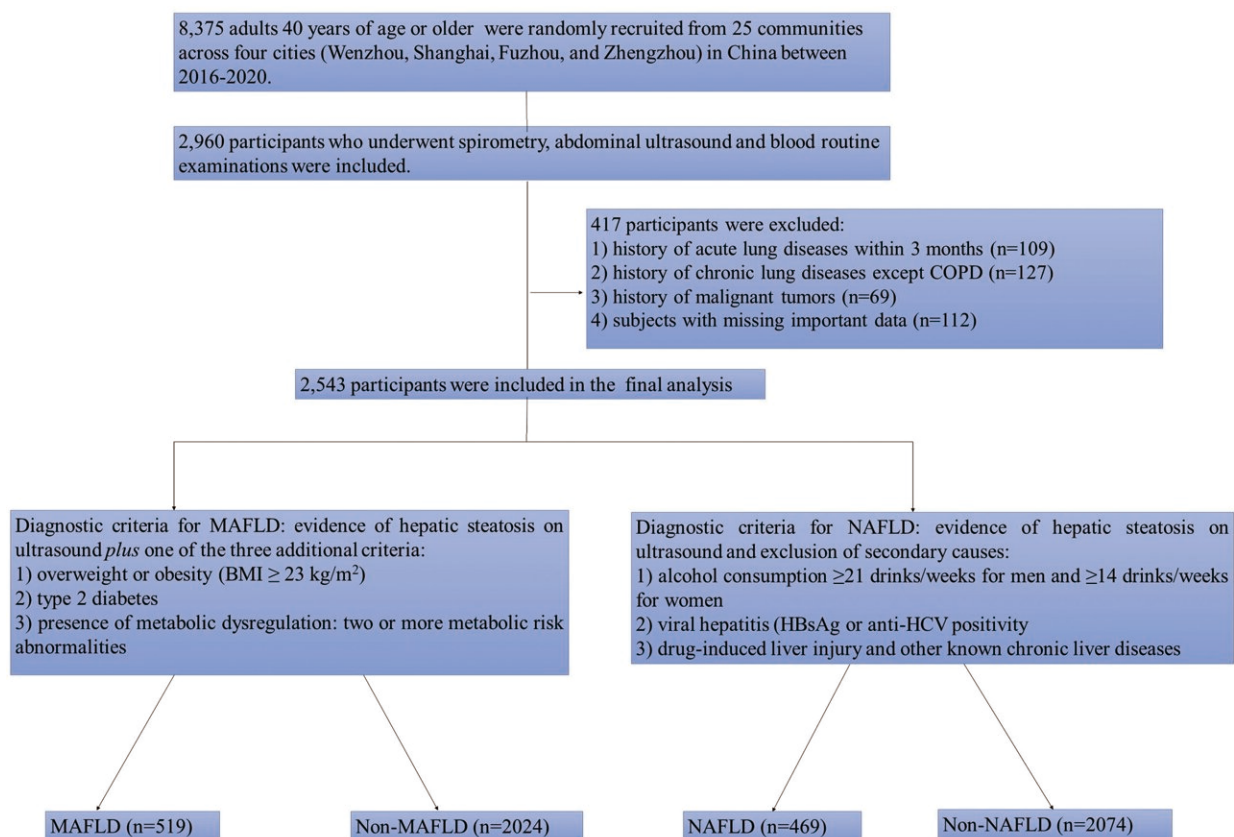 8,375 adults 40 years of age or older were randomly recruited from 25 communities
across four cities (Wenzhou, Shanghai, Fuzhou, and Zhengzhou) in China between
2016-2020.
2,960 participants who underwent spirometry, abdominal ultrasound and blood routine
examinations were included.
417 participants were excluded:
1) history of acute lung diseases within 3 months (n=109)
2) history of chronic lung diseases except COPD (n=127)
3) history of malignant tumors (n=69)
4) subjects with missing important data (n=112)
2,543 participants were included in the final analysis
Diagnostic criteria for MAFLD: evidence of hepatic steatosis on
ultrasound plus one of the three additional criteria:
1) overweight or obesity (BMI ≥ 23 kg/m²)
2) type 2 diabetes
3) presence of metabolic dysregulation: two or more metabolic risk
abnormalities
Diagnostic criteria for NAFLD: evidence of hepatic steatosis on
ultrasound and exclusion of secondary causes:
1) alcohol consumption ≥21 drinks/weeks for men and ≥14 drinks/weeks
for women
2) viral hepatitis (HBsAg or anti-HCV positivity
3) drug-induced liver injury and other known chronic liver diseases
MAFLD (n=519)
Non-MAFLD (n=2024)
NAFLD (n=469)
Non-NAFLD (n=2074)